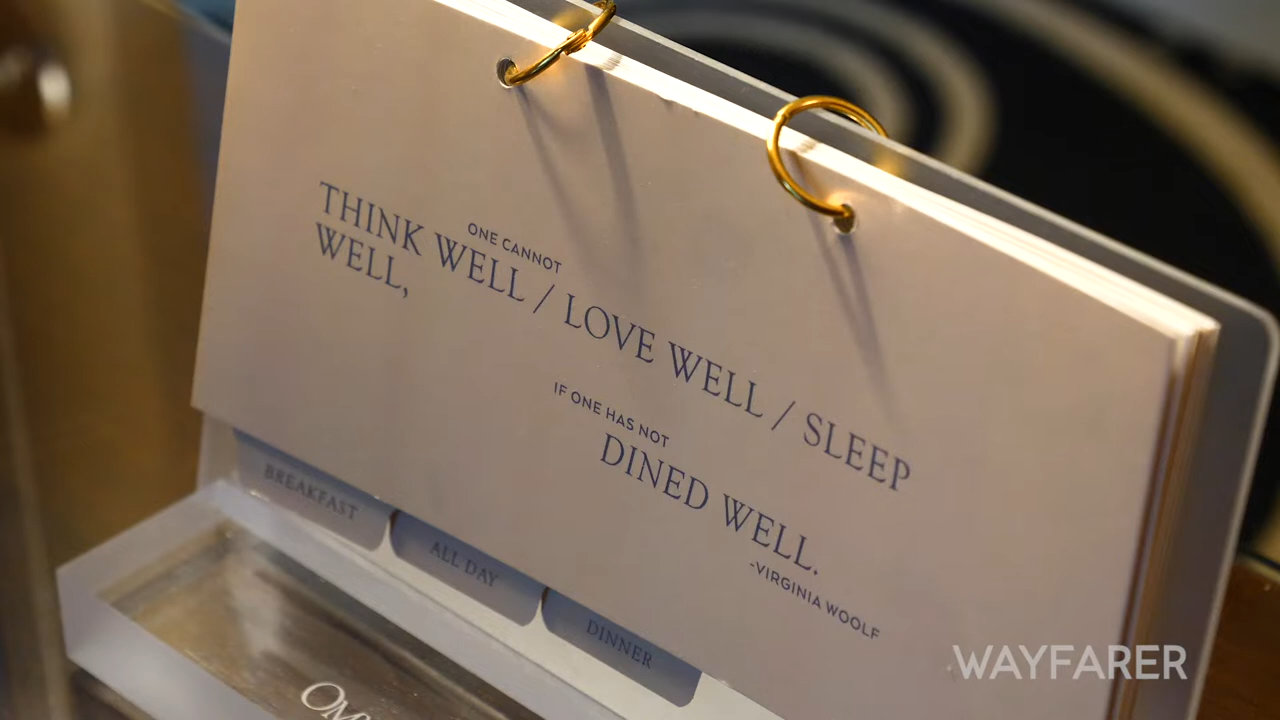 ONE CANNOT
THINK WELL / LOVE WELL / SLEEP
WELL,
IF ONE HAS NOT
DINED WELL.
-VIRGINIA WOOLF
BREAKFAST
ALL DAY
DINNER
WAYFARER